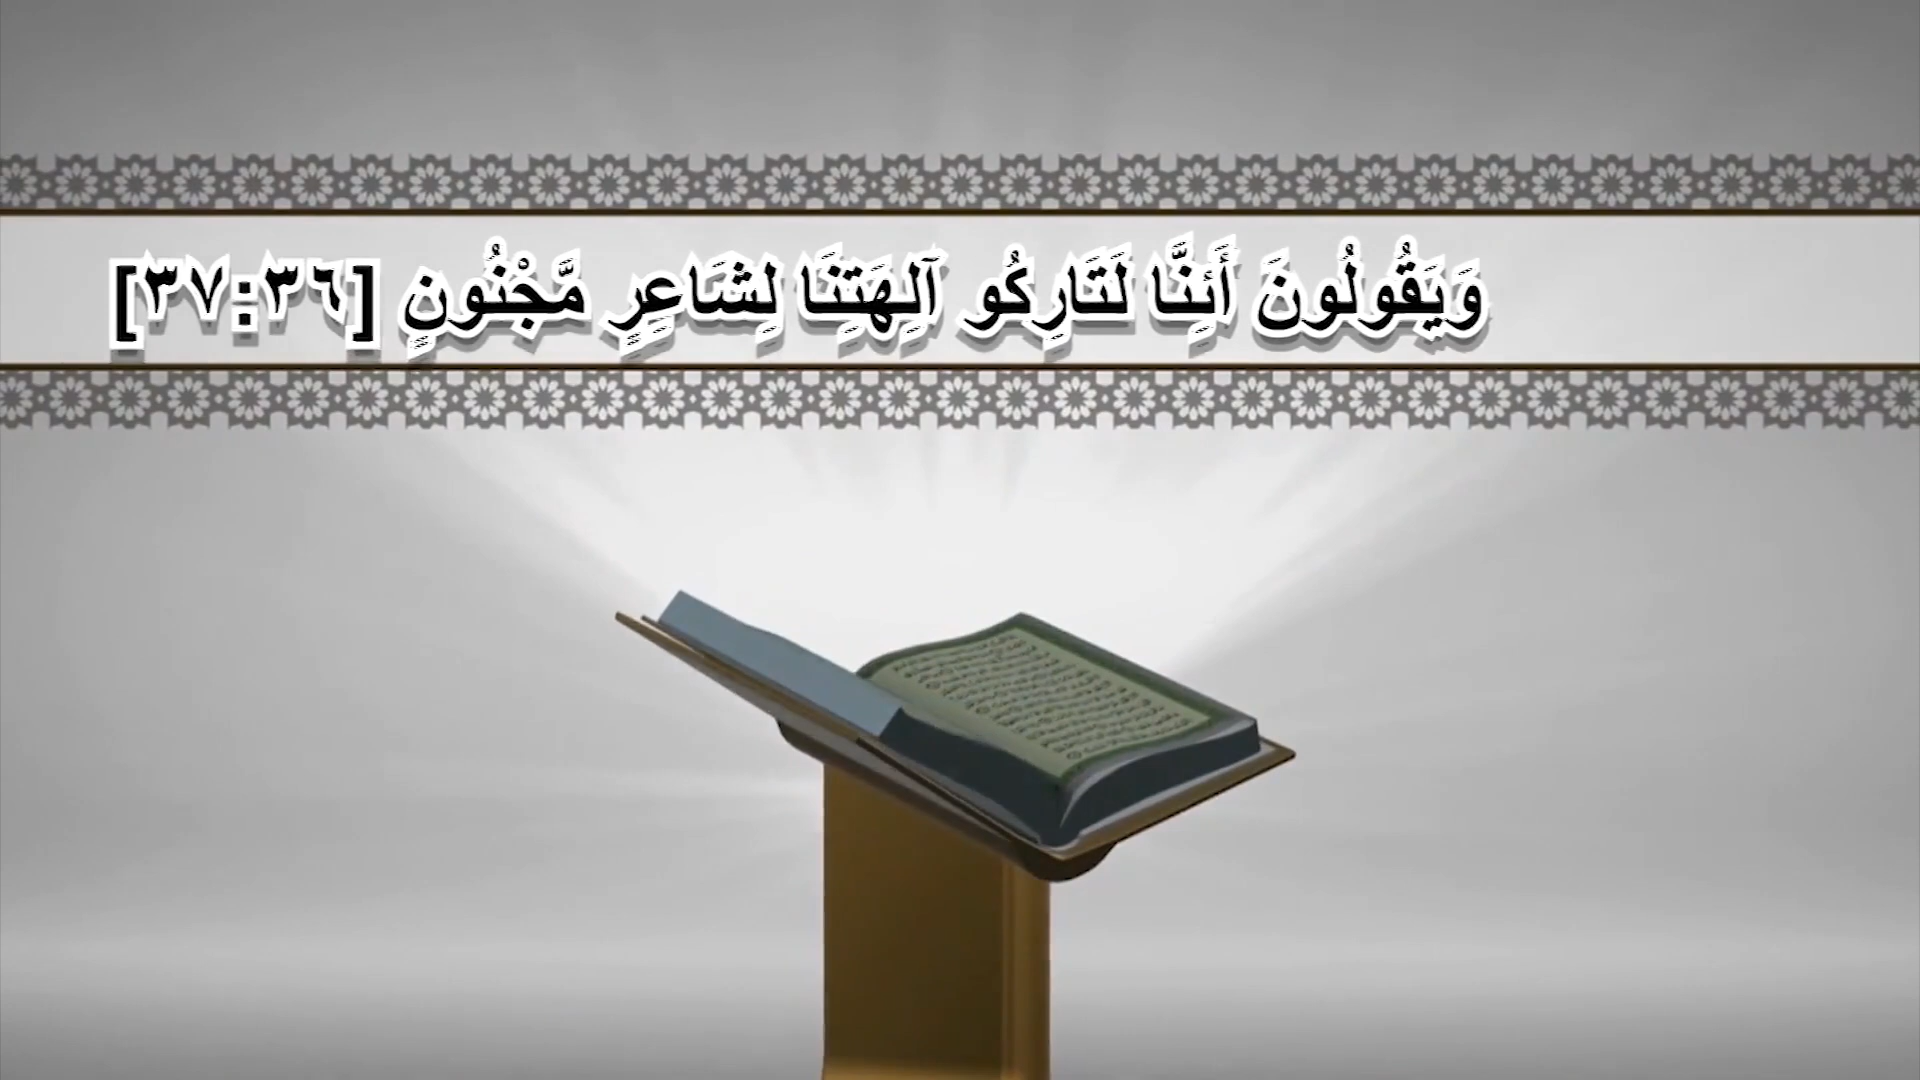 وَيَقُولُونَ أَئِنَّا لَتَارِكُو آلِهَتِنَا لِشَاعِرٍ مَّجْنُونٍ [٣٧:٣٦]